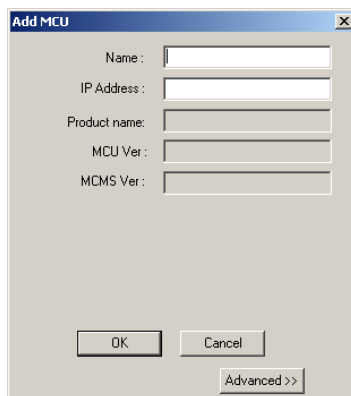 Add MCU
Name :
IP Address :
Product name:
MCU Ver :
MCMS Ver :
OK Cancel
Advanced >>